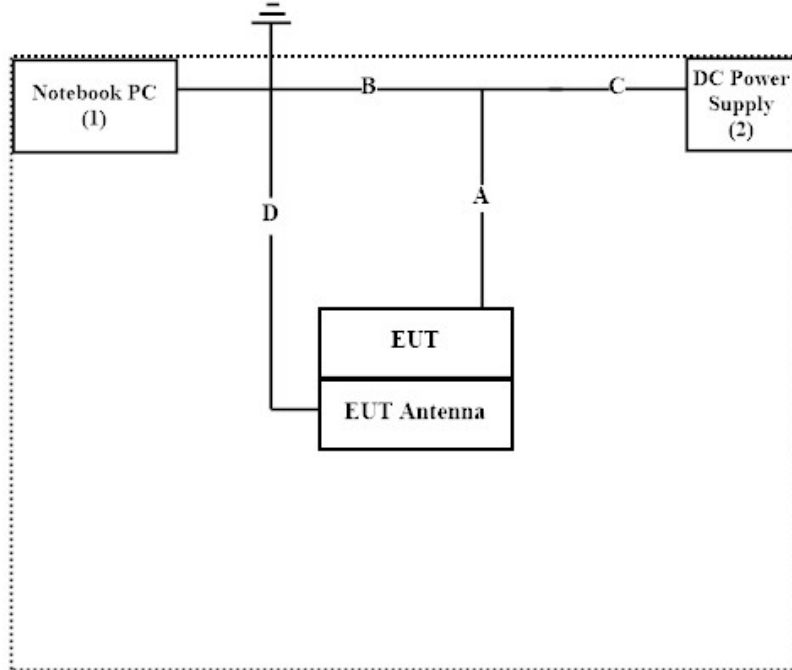 Notebook PC
(1)
B
C
DC Power
Supply
(2)
D
A
EUT
EUT Antenna